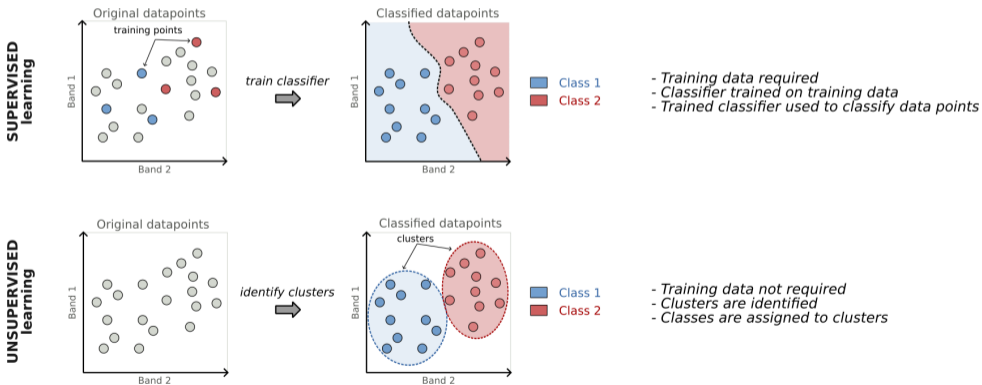 SUPERVISED
learning
Original datapoints
training points
Band 1
Band 2
train classifier
Classified datapoints
Band 1
Band 2
Class 1
Class 2
- Training data required
- Classifier trained on training data
- Trained classifier used to classify data points
UNSUPERVISED
learning
Original datapoints
Band 1
Band 2
identify clusters
Classified datapoints
clusters
Band 1
Band 2
Class 1
Class 2
- Training data not required
- Clusters are identified
- Classes are assigned to clusters